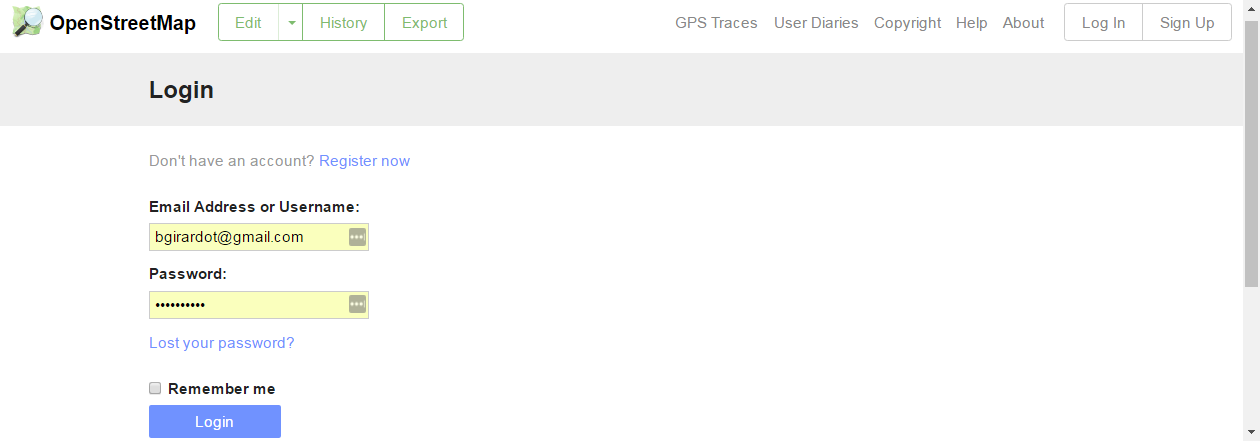 OpenStreetMap Edit History Export GPS Traces User Diaries Copyright Help About Log In Sign Up
Login
Don't have an account? Register now
Email Address or Username:
bgirardot@gmail.com
Password:
••••••••••
Lost your password?
Remember me
Login